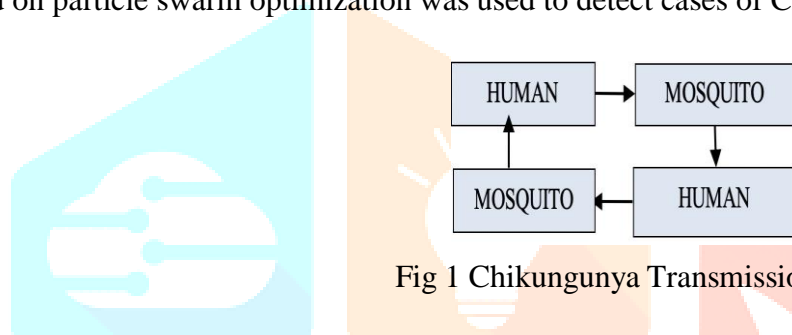 on particle swarm optimization was used to detect cases of C
HUMAN MOSQUITO
MOSQUITO HUMAN
Fig 1 Chikungunya Transmissio